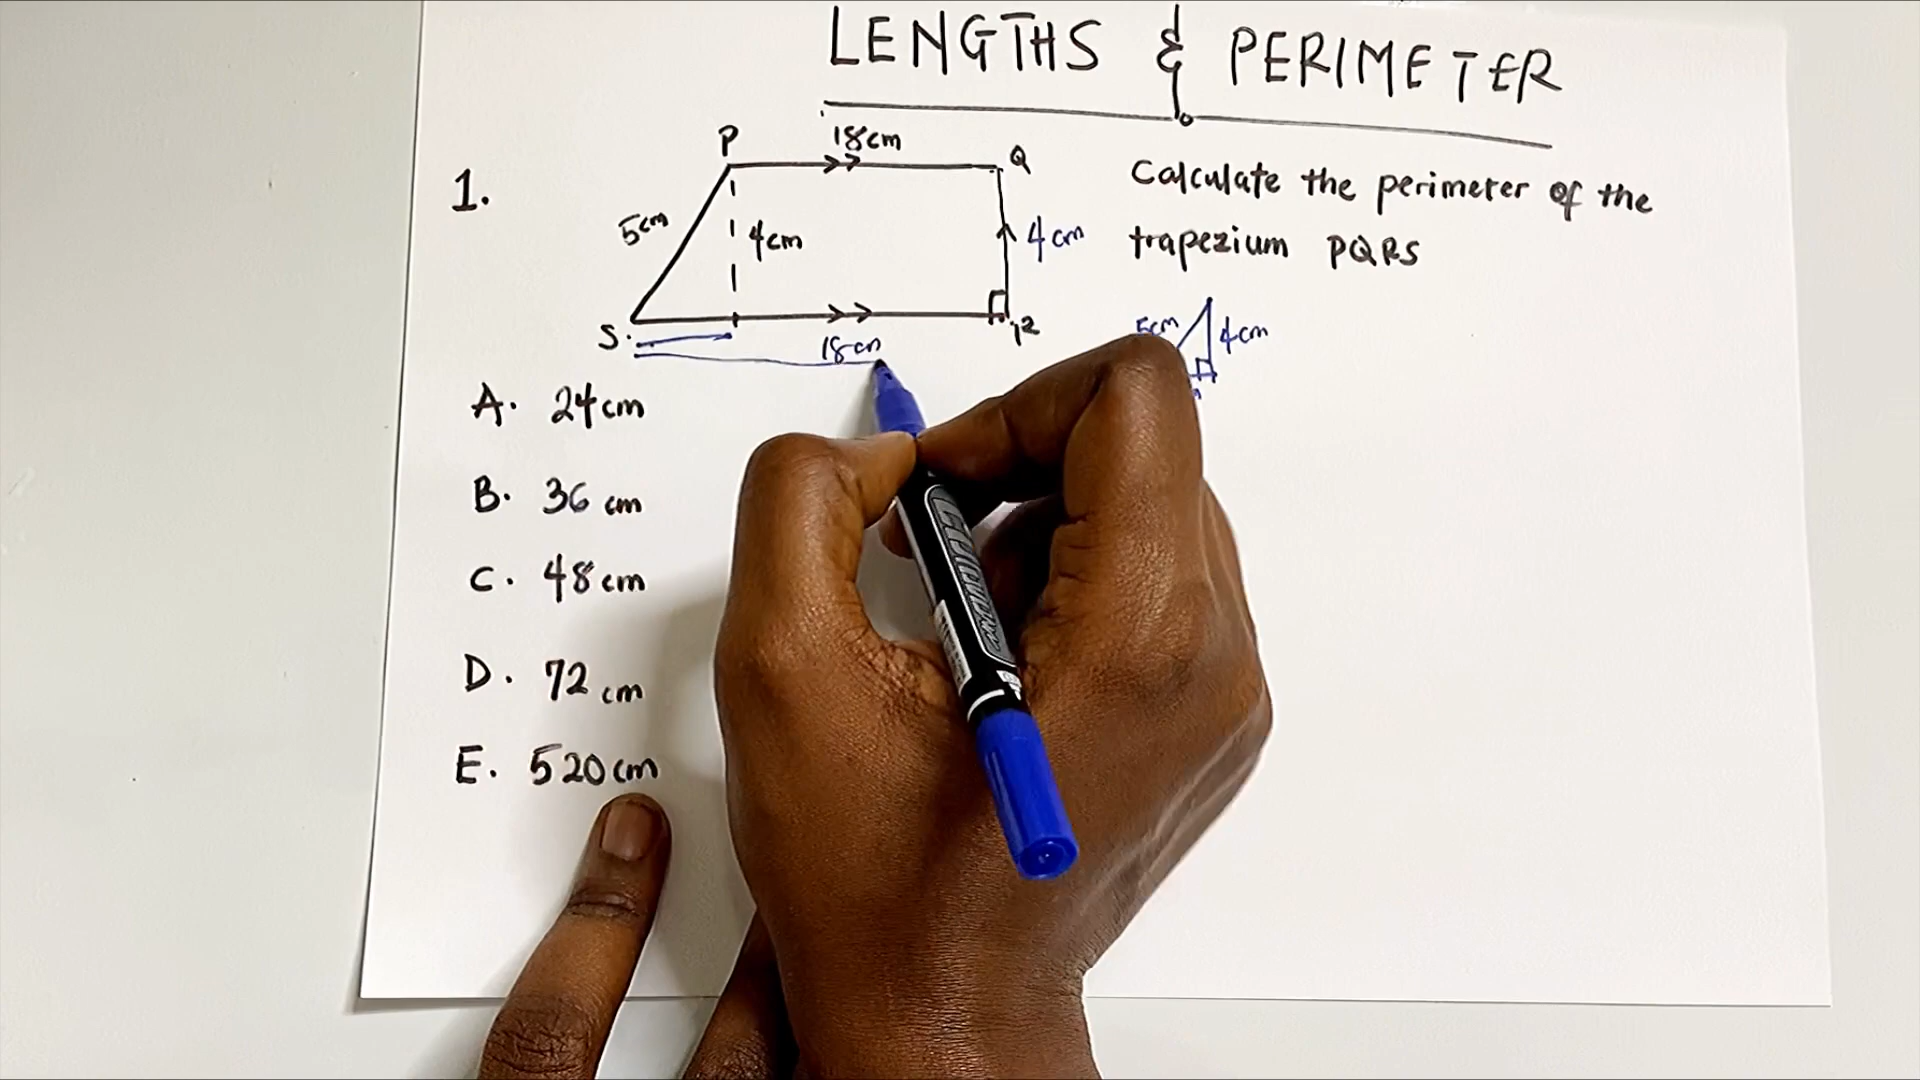 LENGTHS & PERIMETER
1.
P
18cm
Q
5cm
4cm
4cm
S
R
18cm
Calculate the perimeter of the
trapezium PQRS
5cm
4cm
A. 24cm
B. 36 cm
C. 48cm
D. 72 cm
E. 520cm